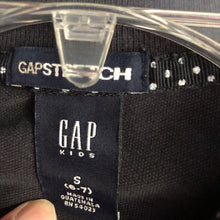 GAPSTRETCH
GAP
KIDS
S
(6-7)
MADE IN
GUATEMALA
RN 54023